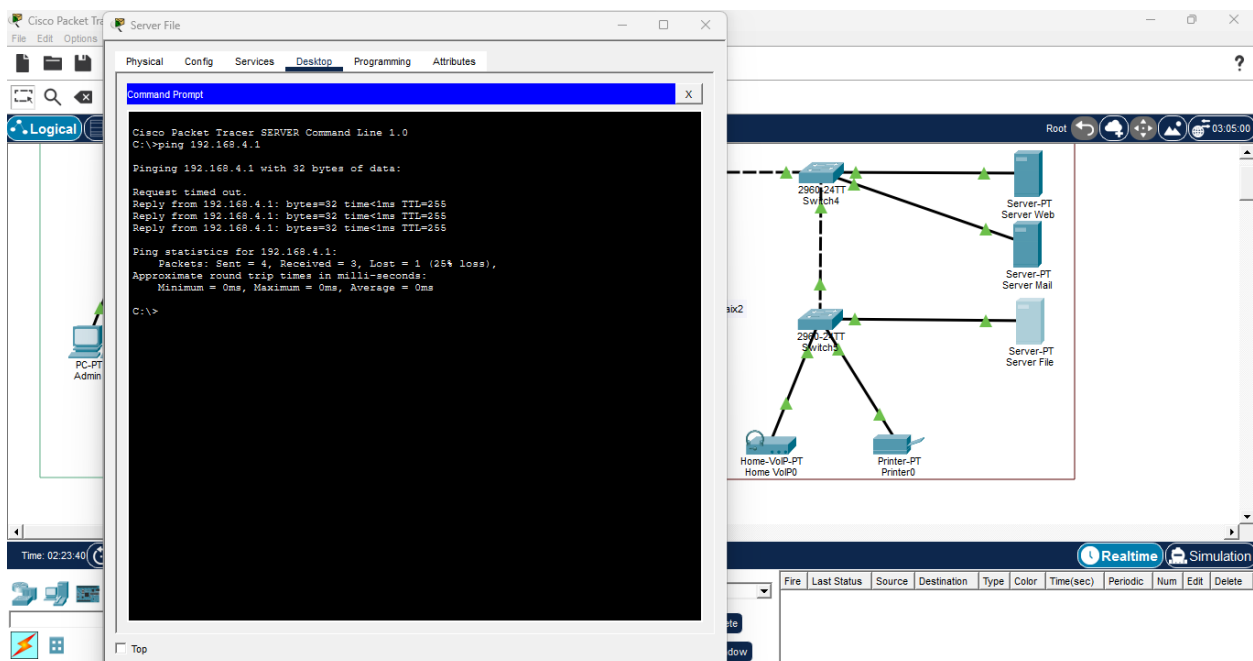 Cisco Packet Tra
File Edit Options
Server File
Physical Config Services Desktop Programming Attributes
Command Prompt
X
Cisco Packet Tracer SERVER Command Line 1.0
C:\>ping 192.168.4.1
Pinging 192.168.4.1 with 32 bytes of data:
Request timed out.
Reply from 192.168.4.1: bytes=32 time<1ms TTL=255
Reply from 192.168.4.1: bytes=32 time<1ms TTL=255
Reply from 192.168.4.1: bytes=32 time<1ms TTL=255
Ping statistics for 192.168.4.1:
Packets: Sent = 4, Received = 3, Lost = 1 (25% loss),
Approximate round trip times in milli-seconds:
Minimum = 0ms, Maximum = 0ms, Average = 0ms
C:\>
Top
?
Logical
Root
03:05:00
PC-PT
Admin
2960-24TT
Switch4
Server-PT
Server Web
Server-PT
Server Mail
aix2
2960-24TT
Switch5
Server-PT
Server File
Home-VoIP-PT
Home VoIP0
Printer-PT
Printer0
Time: 02:23:40
Realtime
Simulation
Fire Last Status Source Destination Type Color Time(sec) Periodic Num Edit Delete
ete
dow